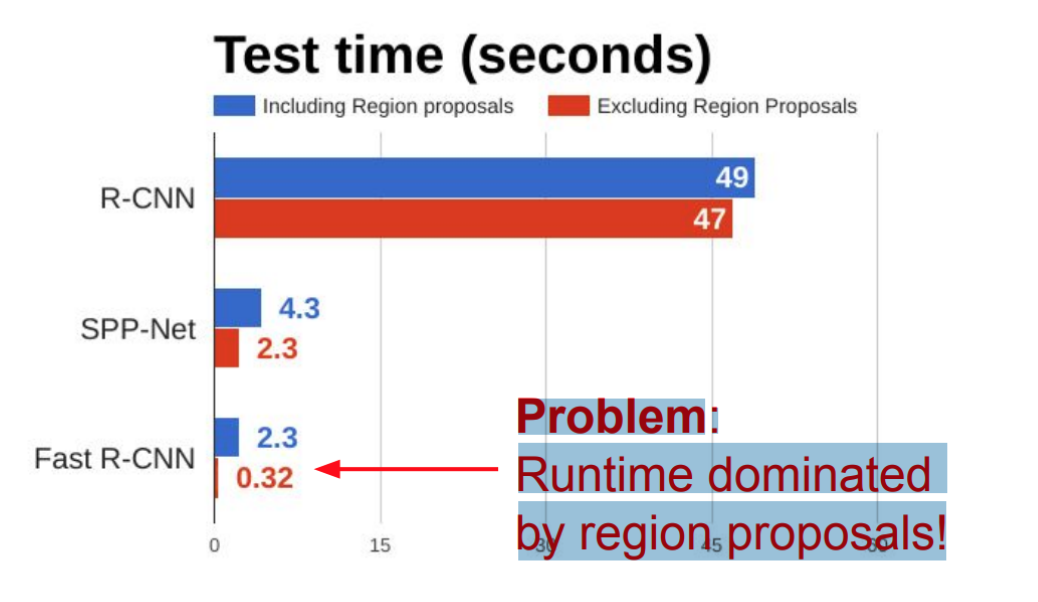 Test time (seconds)
Including Region proposals
Excluding Region Proposals
R-CNN
49
47
SPP-Net
4.3
2.3
Fast R-CNN
2.3
0.32
Problem:
Runtime dominated
by region proposals!
0
15
30
45
60